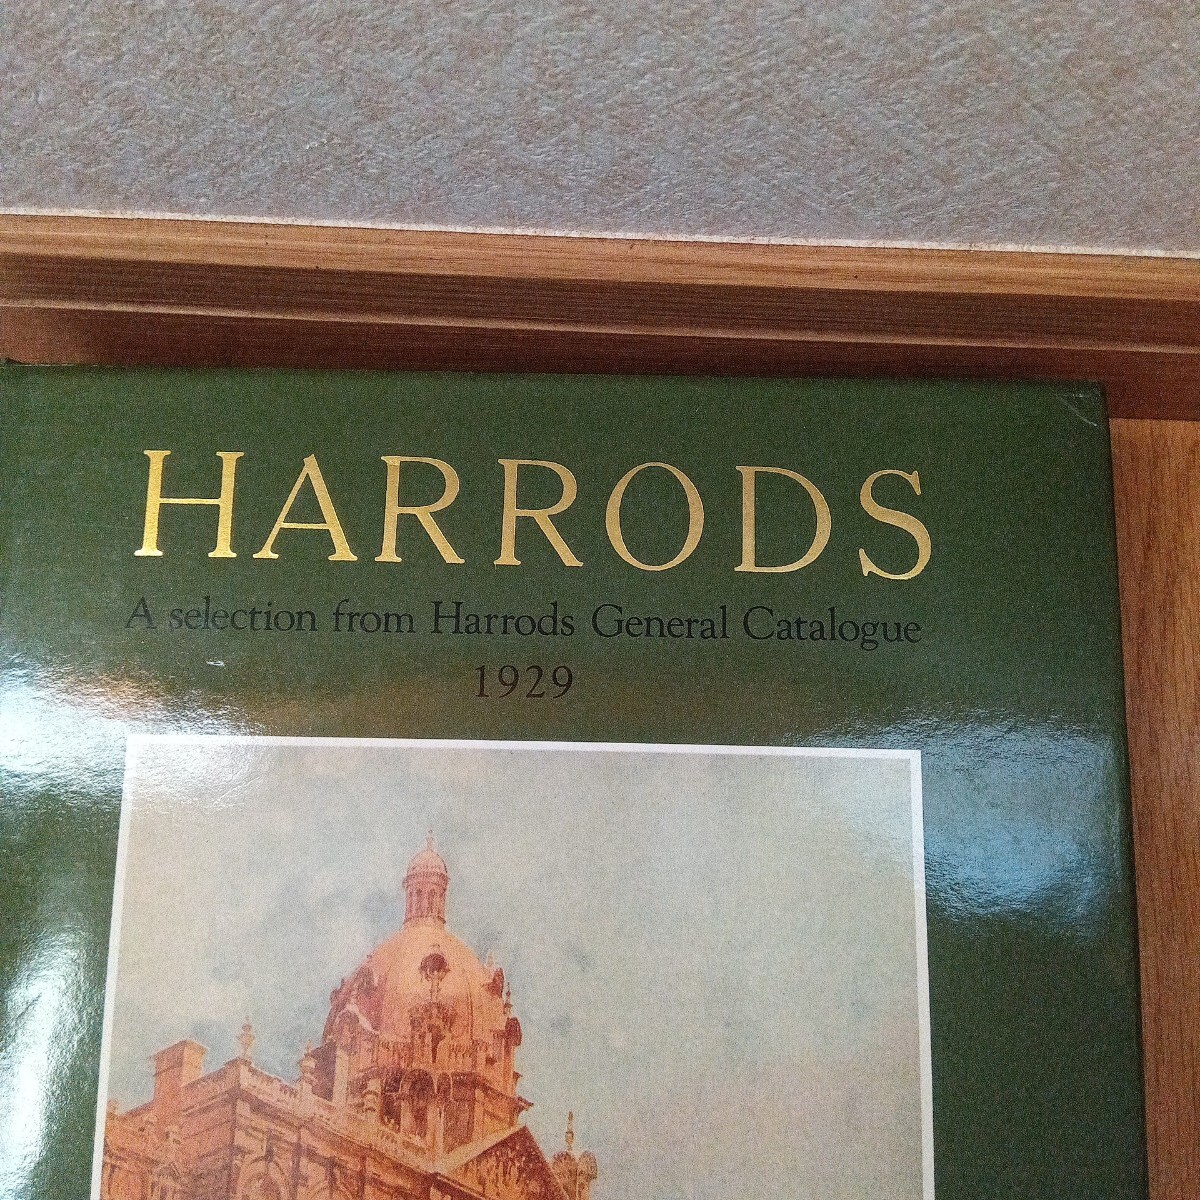 HARRODS
A selection from Harrods General Catalogue
1929